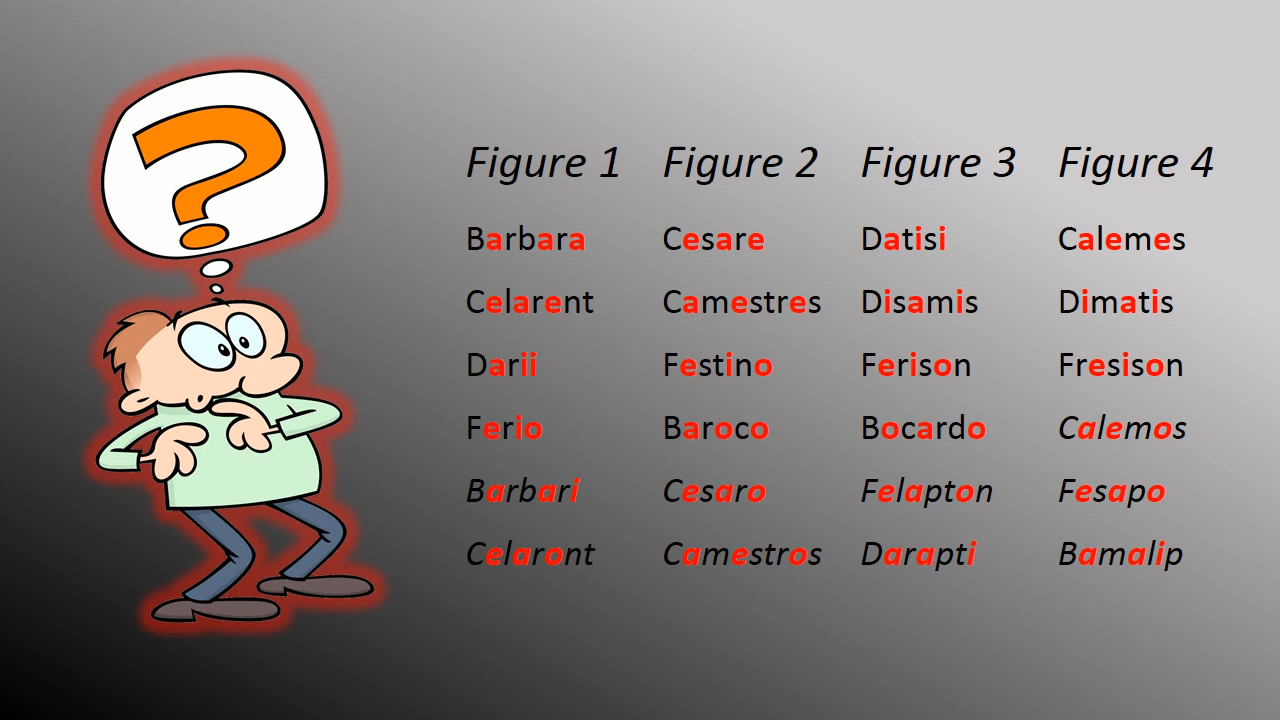 ?
Figure 1 Figure 2 Figure 3 Figure 4
Barbara Cesare Datisi Calemes
Celarent Camestres Disamis Dimatis
Darii Festino Ferison Fresison
Ferio Baroco Bocardo Calemos
Barbari Cesaro Felapton Fesapo
Celaront Camestros Darapti Bamalip